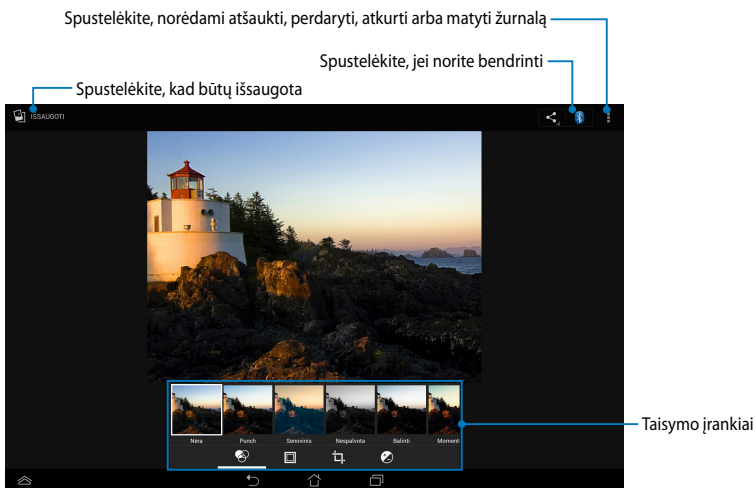 Spustelėkite, norėdami atšaukti, perdaryti, atkurti arba matyti žurnalą
Spustelėkite, jei norite bendrinti
Spustelėkite, kad būtų išsaugota
IŠSAUGOTI
Nėra Punch Senovinis Nespalvota Balinti Moment
Taisymo įrankiai